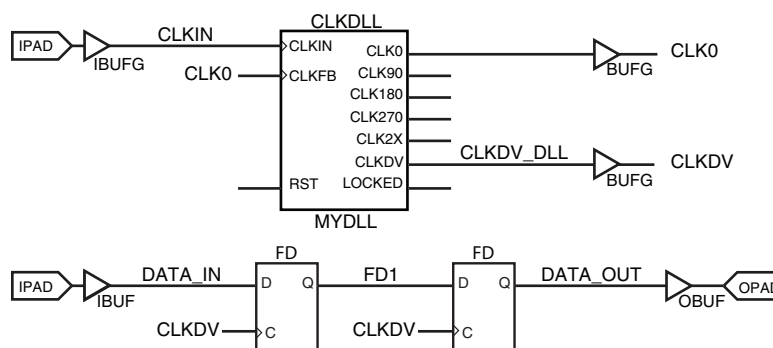 CLKDLL
IPAD
IBUFG
CLKIN
CLKIN
CLK0
CLKFB
CLK0
CLK90
CLK180
CLK270
CLK2X
CLKDV
RST
LOCKED
MYDLL
BUFG
CLK0
CLKDV_DLL
BUFG
CLKDV
IPAD
IBUF
DATA_IN
FD
D
Q
CLKDV
C
FD1
FD
D
Q
CLKDV
C
DATA_OUT
OBUF
OPAD